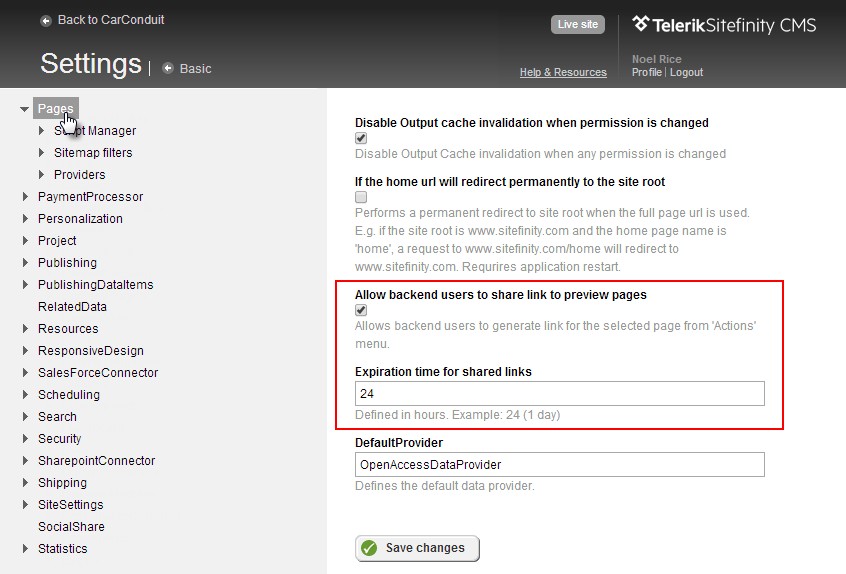 Back to CarConduit
Live site
Telerik Sitefinity CMS
Settings | Basic
Help & Resources
Noel Rice
Profile | Logout
Pages
Script Manager
Sitemap filters
Providers
PaymentProcessor
Personalization
Project
Publishing
PublishingDataItems
RelatedData
Resources
ResponsiveDesign
SalesForceConnector
Scheduling
Search
Security
SharepointConnector
Shipping
SiteSettings
SocialShare
Statistics
Disable Output cache invalidation when permission is changed
Disable Output Cache invalidation when any permission is changed
If the home url will redirect permanently to the site root
Performs a permanent redirect to site root when the full page url is used.
E.g. if the site root is www.sitefinity.com and the home page name is
'home', a request to www.sitefinity.com/home will redirect to
www.sitefinity.com. Requrires application restart.
Allow backend users to share link to preview pages
Allows backend users to generate link for the selected page from 'Actions'
menu.
Expiration time for shared links
24
Defined in hours. Example: 24 (1 day)
DefaultProvider
OpenAccessDataProvider
Defines the default data provider.
Save changes